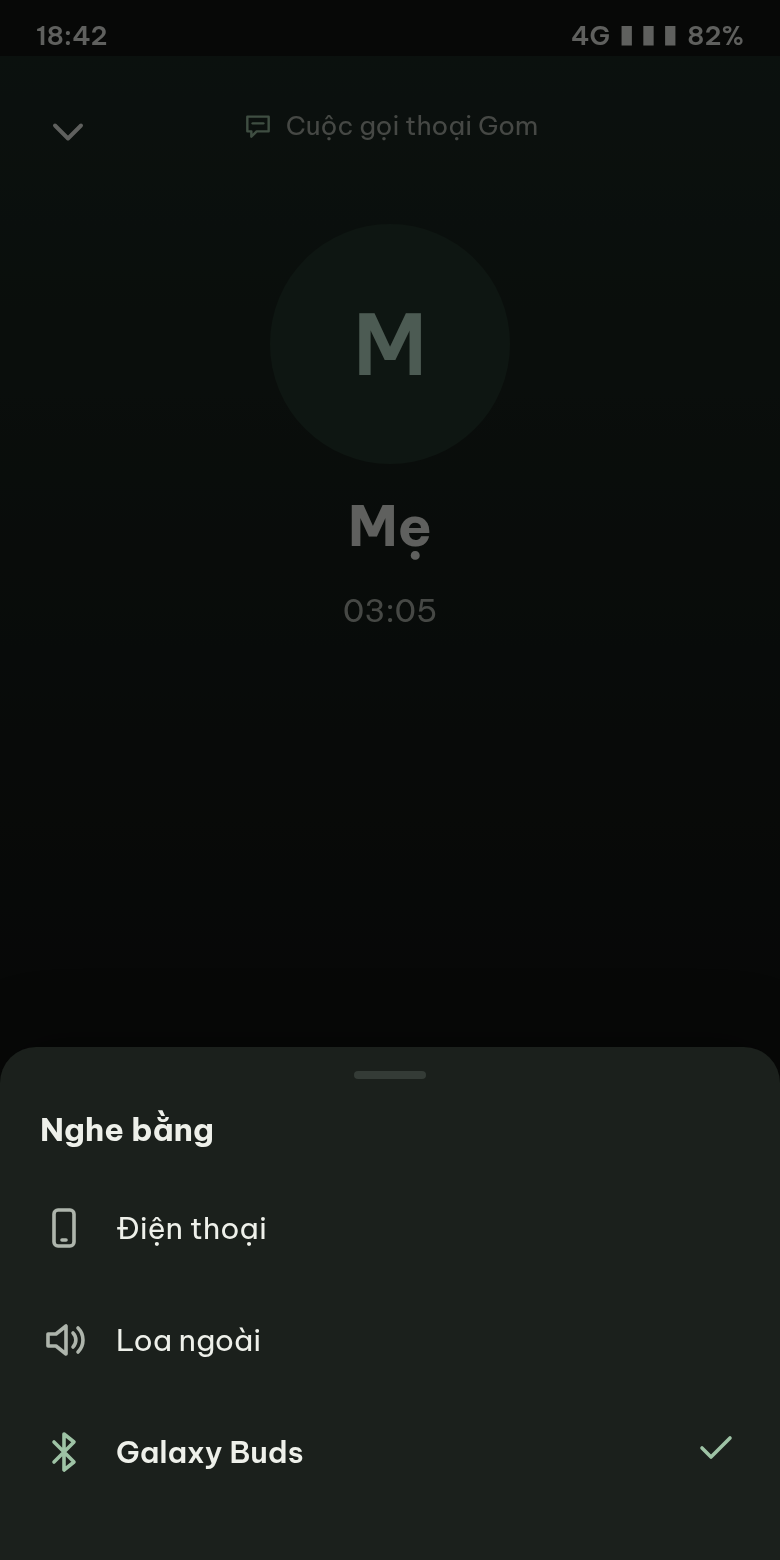 18:42
4G 82%
Cuộc gọi thoại Gom
M
Mẹ
03:05
Nghe bằng
Điện thoại
Loa ngoài
Galaxy Buds